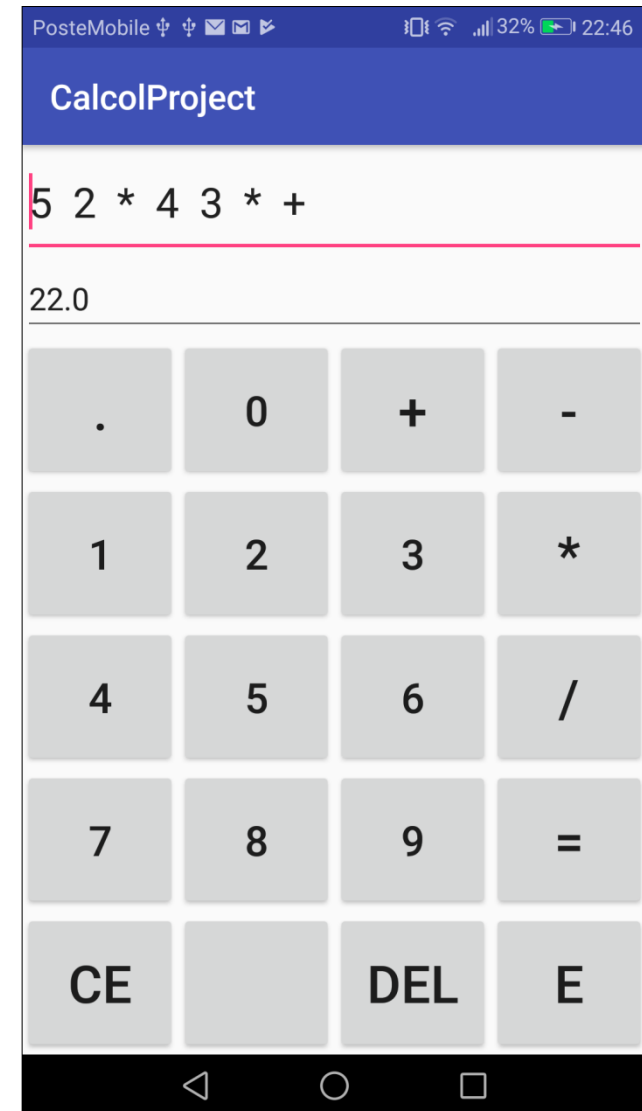 PosteMobile 32% 22:46
CalcolProject
5 2 * 4 3 * +
22.0
. 0 + -
1 2 3 *
4 5 6 /
7 8 9 =
CE DEL E